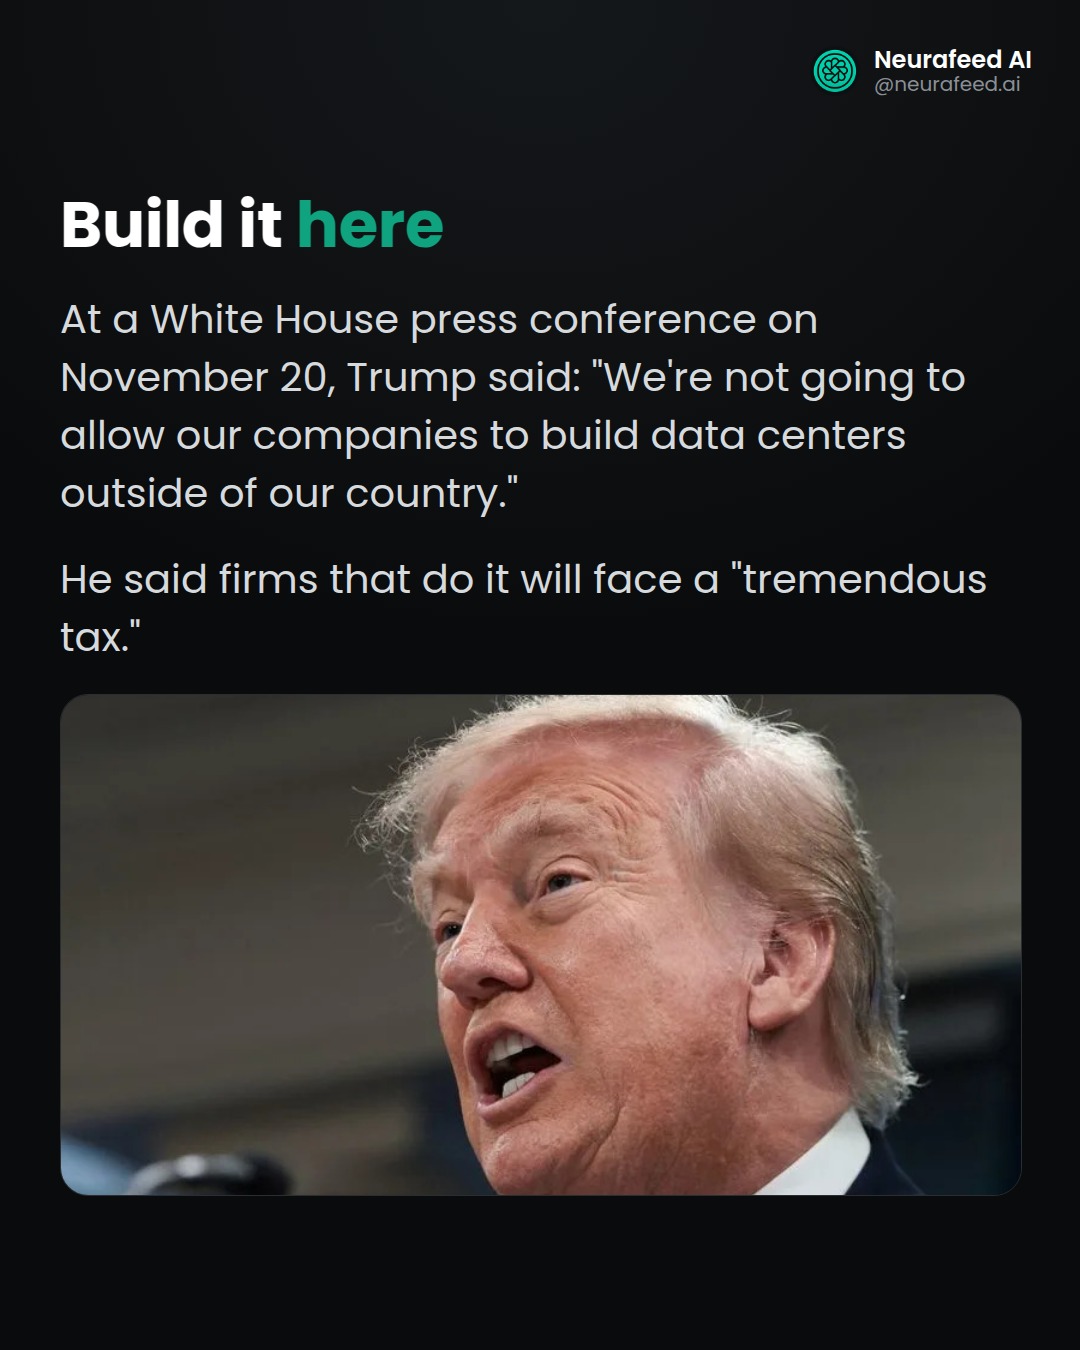 Neurafeed AI
@neurafeed.ai
Build it here
At a White House press conference on
November 20, Trump said: "We're not going to
allow our companies to build data centers
outside of our country."
He said firms that do it will face a "tremendous
tax."